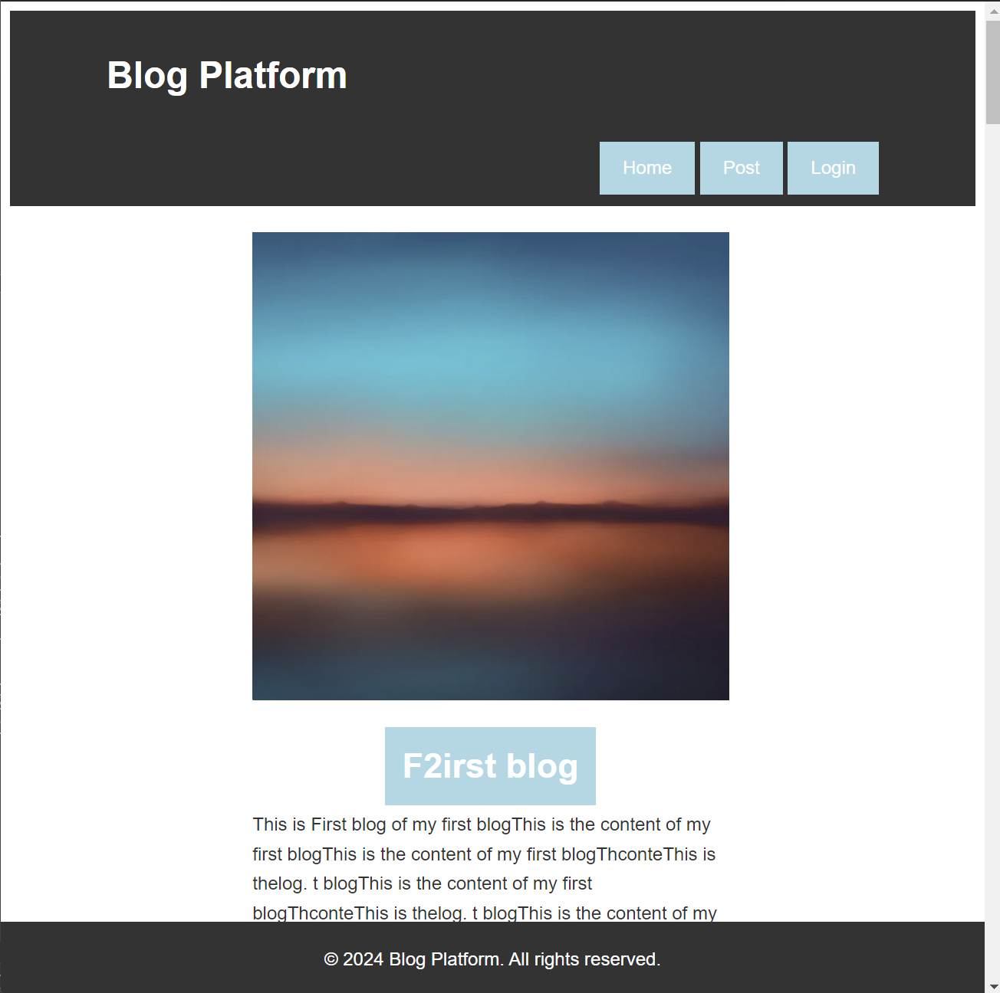 Blog Platform
Home Post Login
F2irst blog
This is First blog of my first blogThis is the content of my
first blogThis is the content of my first blogThconteThis is
thelog. t blogThis is the content of my first
blogThconteThis is thelog. t blogThis is the content of my
© 2024 Blog Platform. All rights reserved.